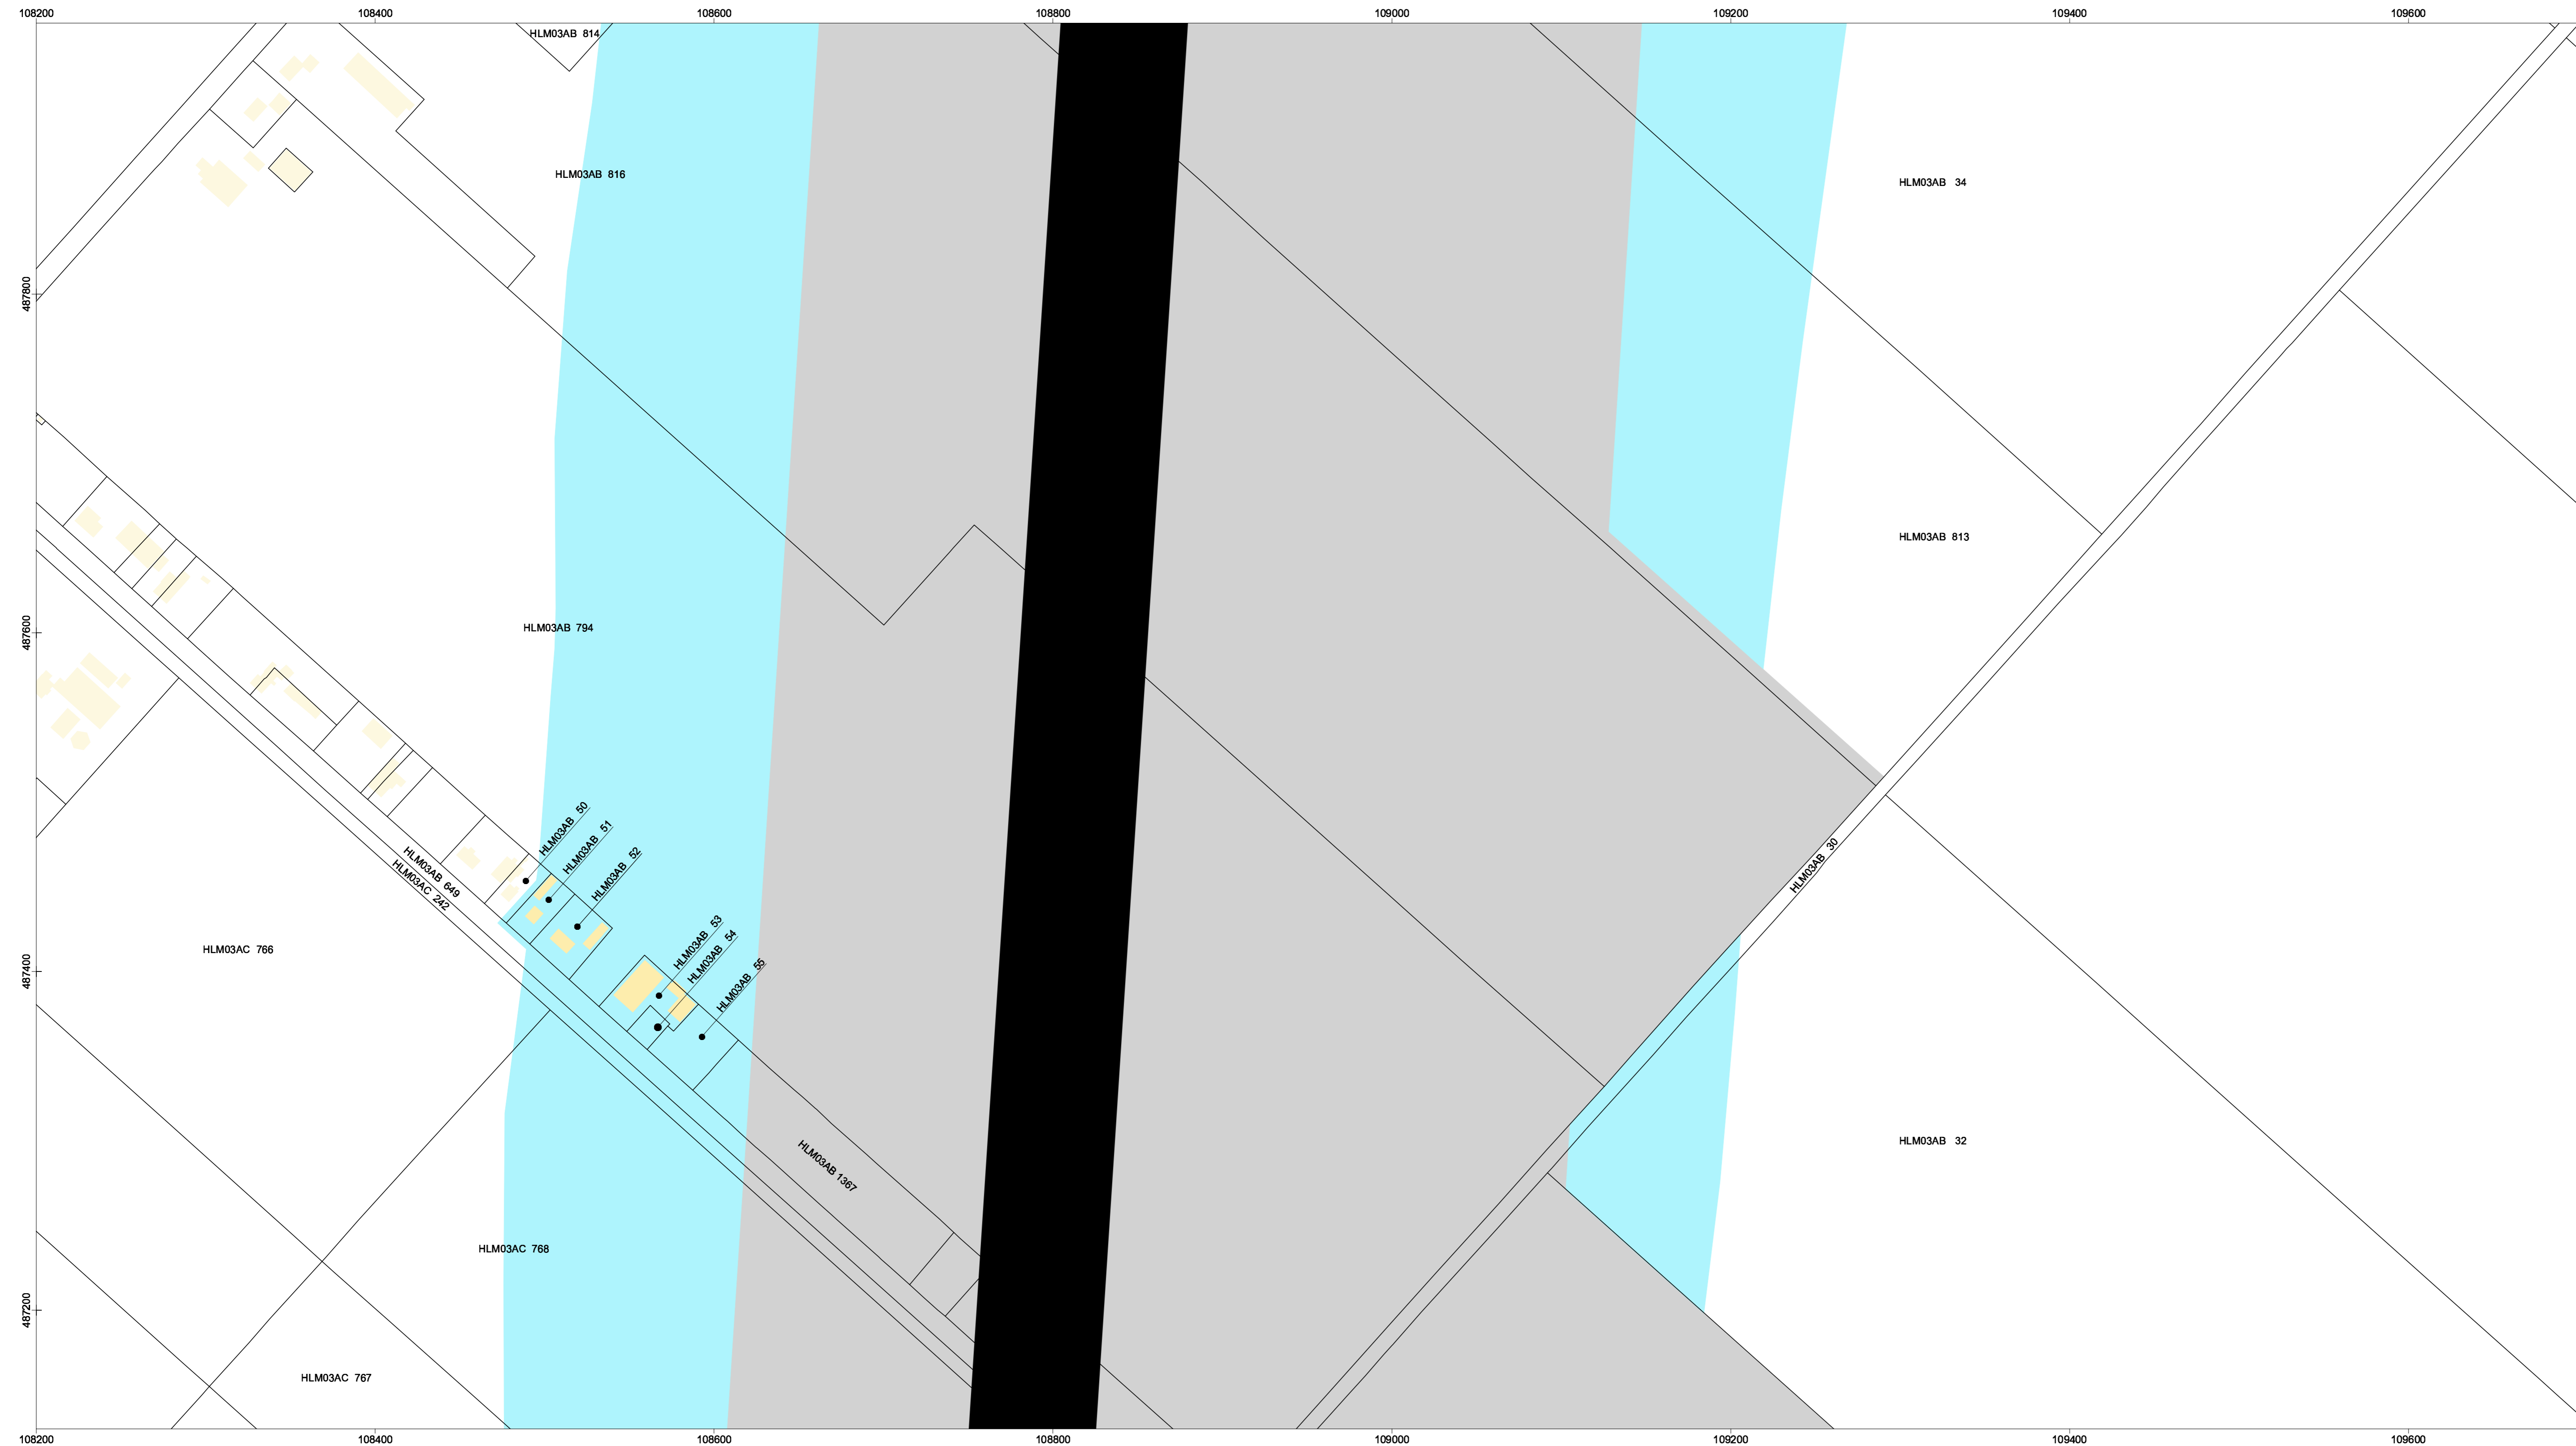 108200 108400 108600 108800 109000 109200 109400 109600
HLM03AB 814
HLM03AB 816
HLM03AB 34
487800
HLM03AB 813
HLM03AB 794
487600
HLM03AB 50
HLM03AB 51
HLM03AB 52
HLM03AB 30
HLM03AB 649
HLM03AC 242
HLM03AB 53
HLM03AB 54
HLM03AB 55
HLM03AC 766
487400
HLM03AB 32
HLM03AB 1367
HLM03AC 768
487200
HLM03AC 767
108200 108400 108600 108800 109000 109200 109400 109600